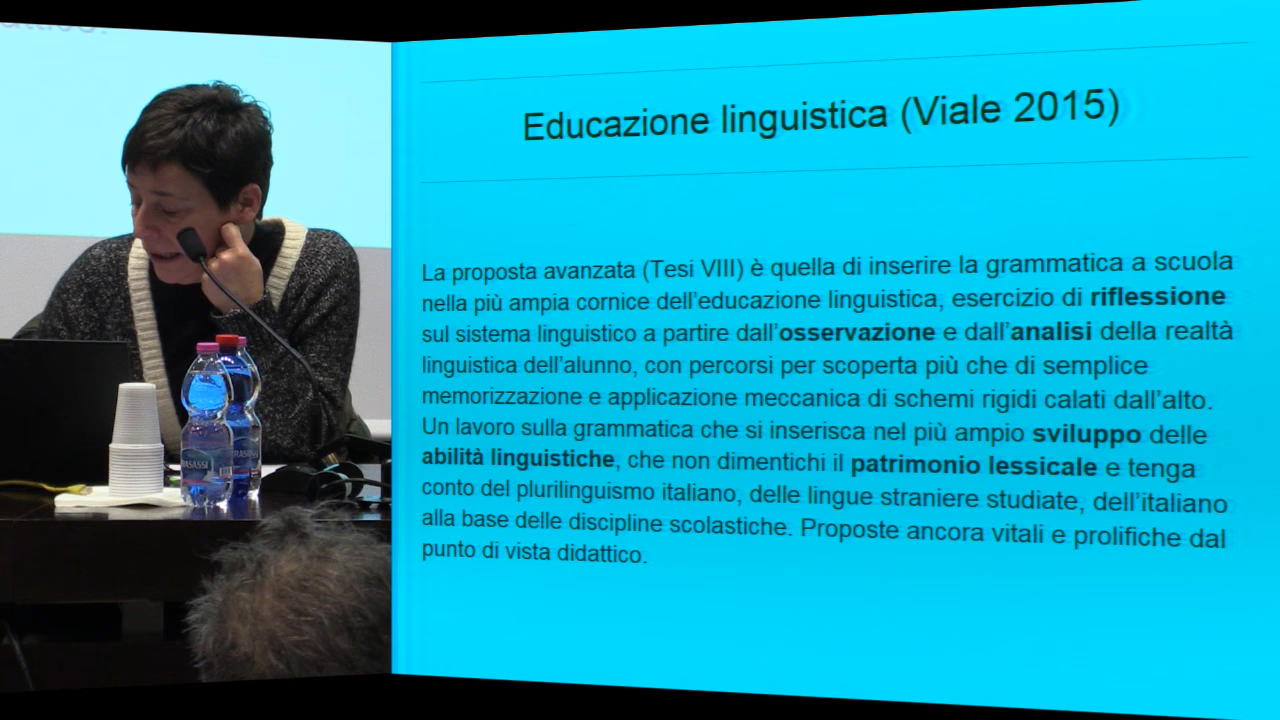 Educazione linguistica (Viale 2015)
La proposta avanzata (Tesi VIII) è quella di inserire la grammatica a scuola
nella più ampia cornice dell'educazione linguistica, esercizio di riflessione
sul sistema linguistico a partire dall'osservazione e dall'analisi della realtà
linguistica dell'alunno, con percorsi per scoperta più che di semplice
memorizzazione e applicazione meccanica di schemi rigidi calati dall'alto.
Un lavoro sulla grammatica che si inserisca nel più ampio sviluppo delle
abilità linguistiche, che non dimentichi il patrimonio lessicale e tenga
conto del plurilinguismo italiano, delle lingue straniere studiate, dell'italiano
alla base delle discipline scolastiche. Proposte ancora vitali e prolifiche dal
punto di vista didattico.